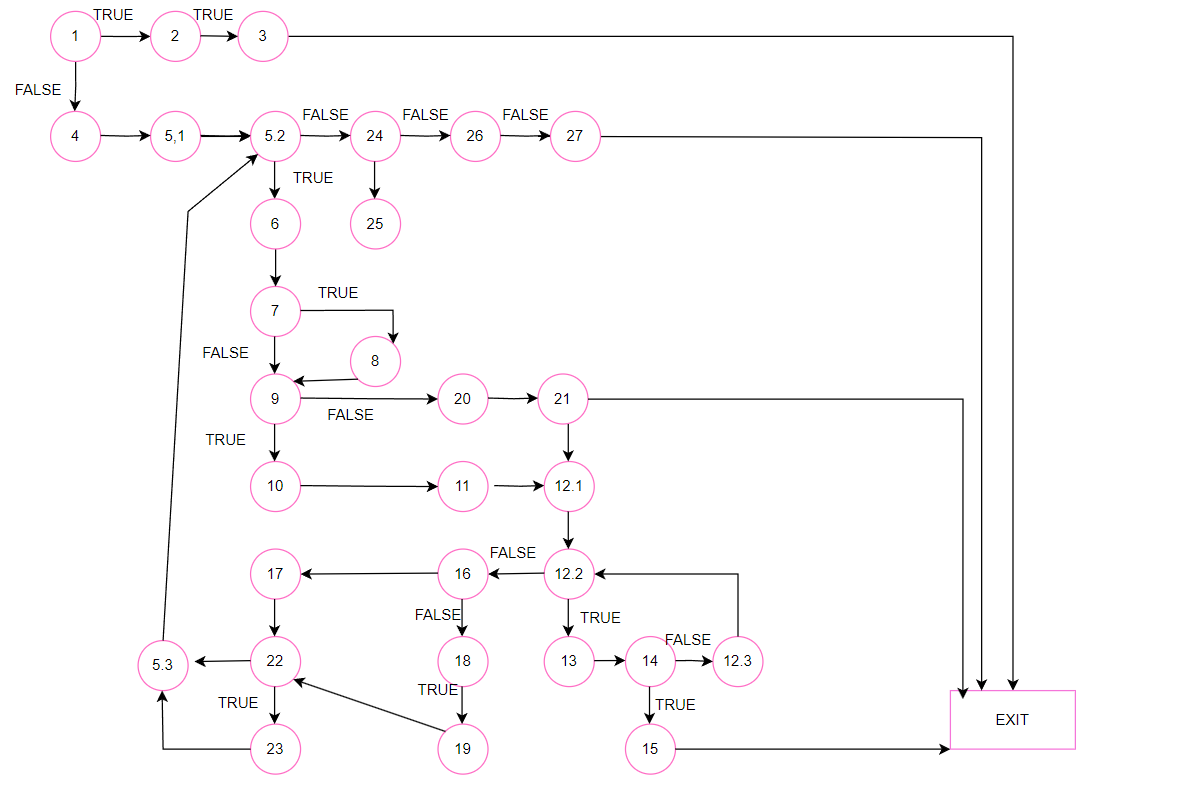 TRUE TRUE
1 2 3
FALSE
FALSE FALSE FALSE
4 5,1 5.2 24 26 27
TRUE
6 25
TRUE
7
FALSE 8
9 20 21
FALSE
TRUE
10 11 12.1
FALSE
17 16 12.2
FALSE TRUE
FALSE
5.3 22 18 13 14 12.3
TRUE
TRUE TRUE
EXIT
23 19 15